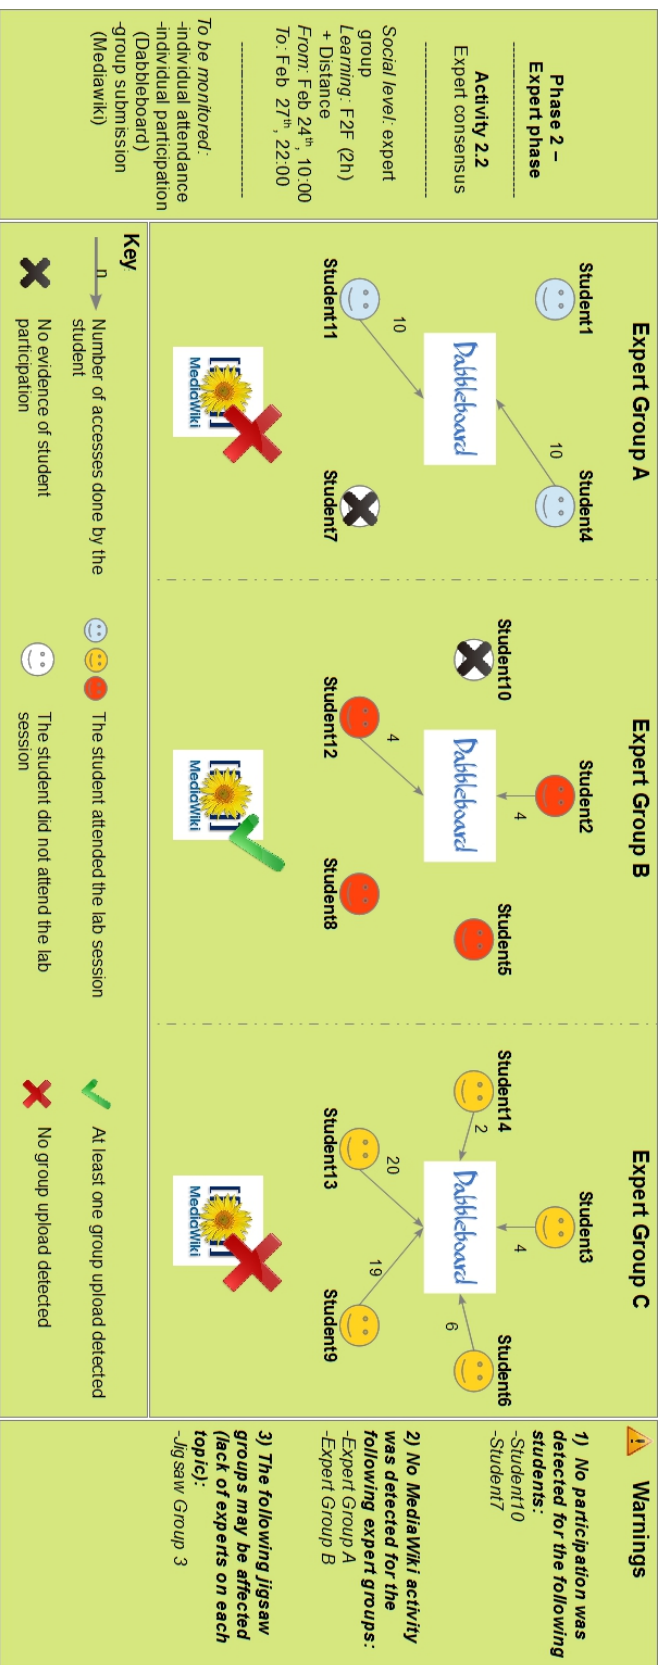 Phase 2 –
Expert phase
Activity 2.2
Expert consensus
Social level: expert
group
Learning: F2F (2h)
+ Distance
From: Feb 24th, 10:00
To: Feb 27th, 22:00
To be monitored:
-individual attendance
-individual participation
(Dabbleboard)
-group submission
(Mediawiki)
Expert Group A
Student1
Student4
10
Dabbleboard
10
Student11
Student7
MediaWiki
Expert Group B
Student2
Student10
4
Student5
Dabbleboard
4
Student12
Student8
MediaWiki
Expert Group C
Student3
Student14
4
Student6
2
Dabbleboard
6
20
19
Student13
Student9
MediaWiki
Key
n
Number of accesses done by the
student
No evidence of student
participation
The student attended the lab session
The student did not attend the lab
session
At least one group upload detected
No group upload detected
Warnings
1) No participation was
detected for the following
students:
-Student10
-Student7
2) No MediaWiki activity
was detected for the
following expert groups:
-Expert Group A
-Expert Group B
3) The following jigsaw
groups may be affected
(lack of experts on each
topic):
-Jigsaw Group 3